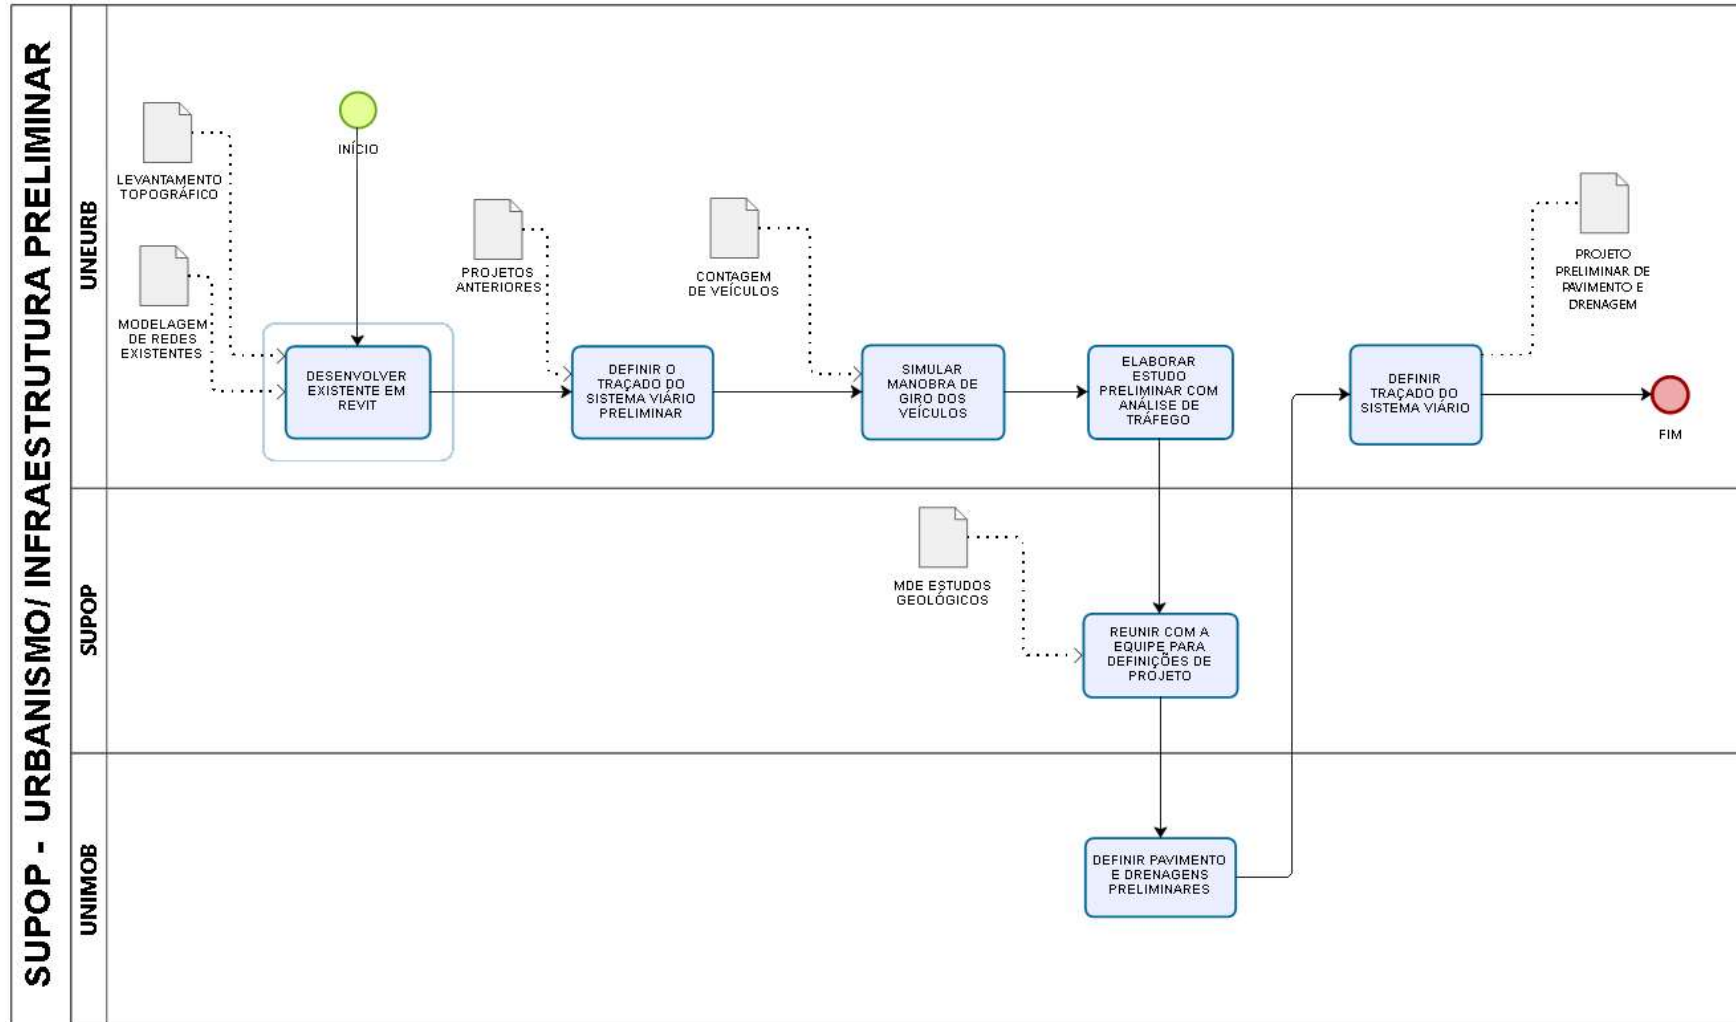 SUPOP - URBANISMO/ INFRAESTRUTURA PRELIMINAR
UNEURB
LEVANTAMENTO
TOPOGRÁFICO
INÍCIO
MODELAGEM
DE REDES
EXISTENTES
DESENVOLVER
EXISTENTE EM
REVIT
PROJETOS
ANTERIORES
DEFINIR O
TRAÇADO DO
SISTEMA VIÁRIO
PRELIMINAR
CONTAGEM
DE VEÍCULOS
SIMULAR
MANOBRA DE
GIRO DOS
VEÍCULOS
ELABORAR
ESTUDO
PRELIMINAR COM
ANÁLISE DE
TRÁFEGO
DEFINIR
TRAÇADO DO
SISTEMA VIÁRIO
PROJETO
PRELIMINAR DE
PAVIMENTO E
DRENAGEM
FIM
SUPOP
MDE ESTUDOS
GEOLÓGICOS
REUNIR COM A
EQUIPE PARA
DEFINIÇÕES DE
PROJETO
UNIMOB
DEFINIR PAVIMENTO
E DRENAGENS
PRELIMINARES